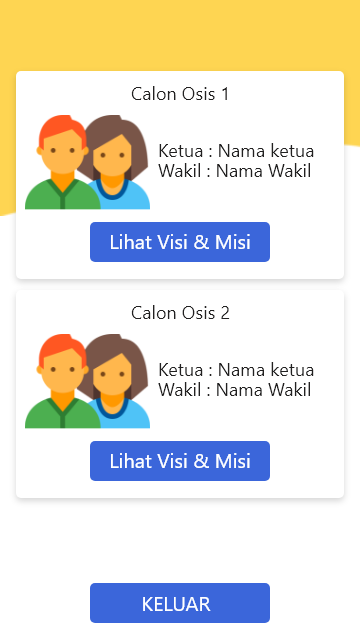 Calon Osis 1
Ketua : Nama ketua
Wakil : Nama Wakil
Lihat Visi & Misi
Calon Osis 2
Ketua : Nama ketua
Wakil : Nama Wakil
Lihat Visi & Misi
KELUAR